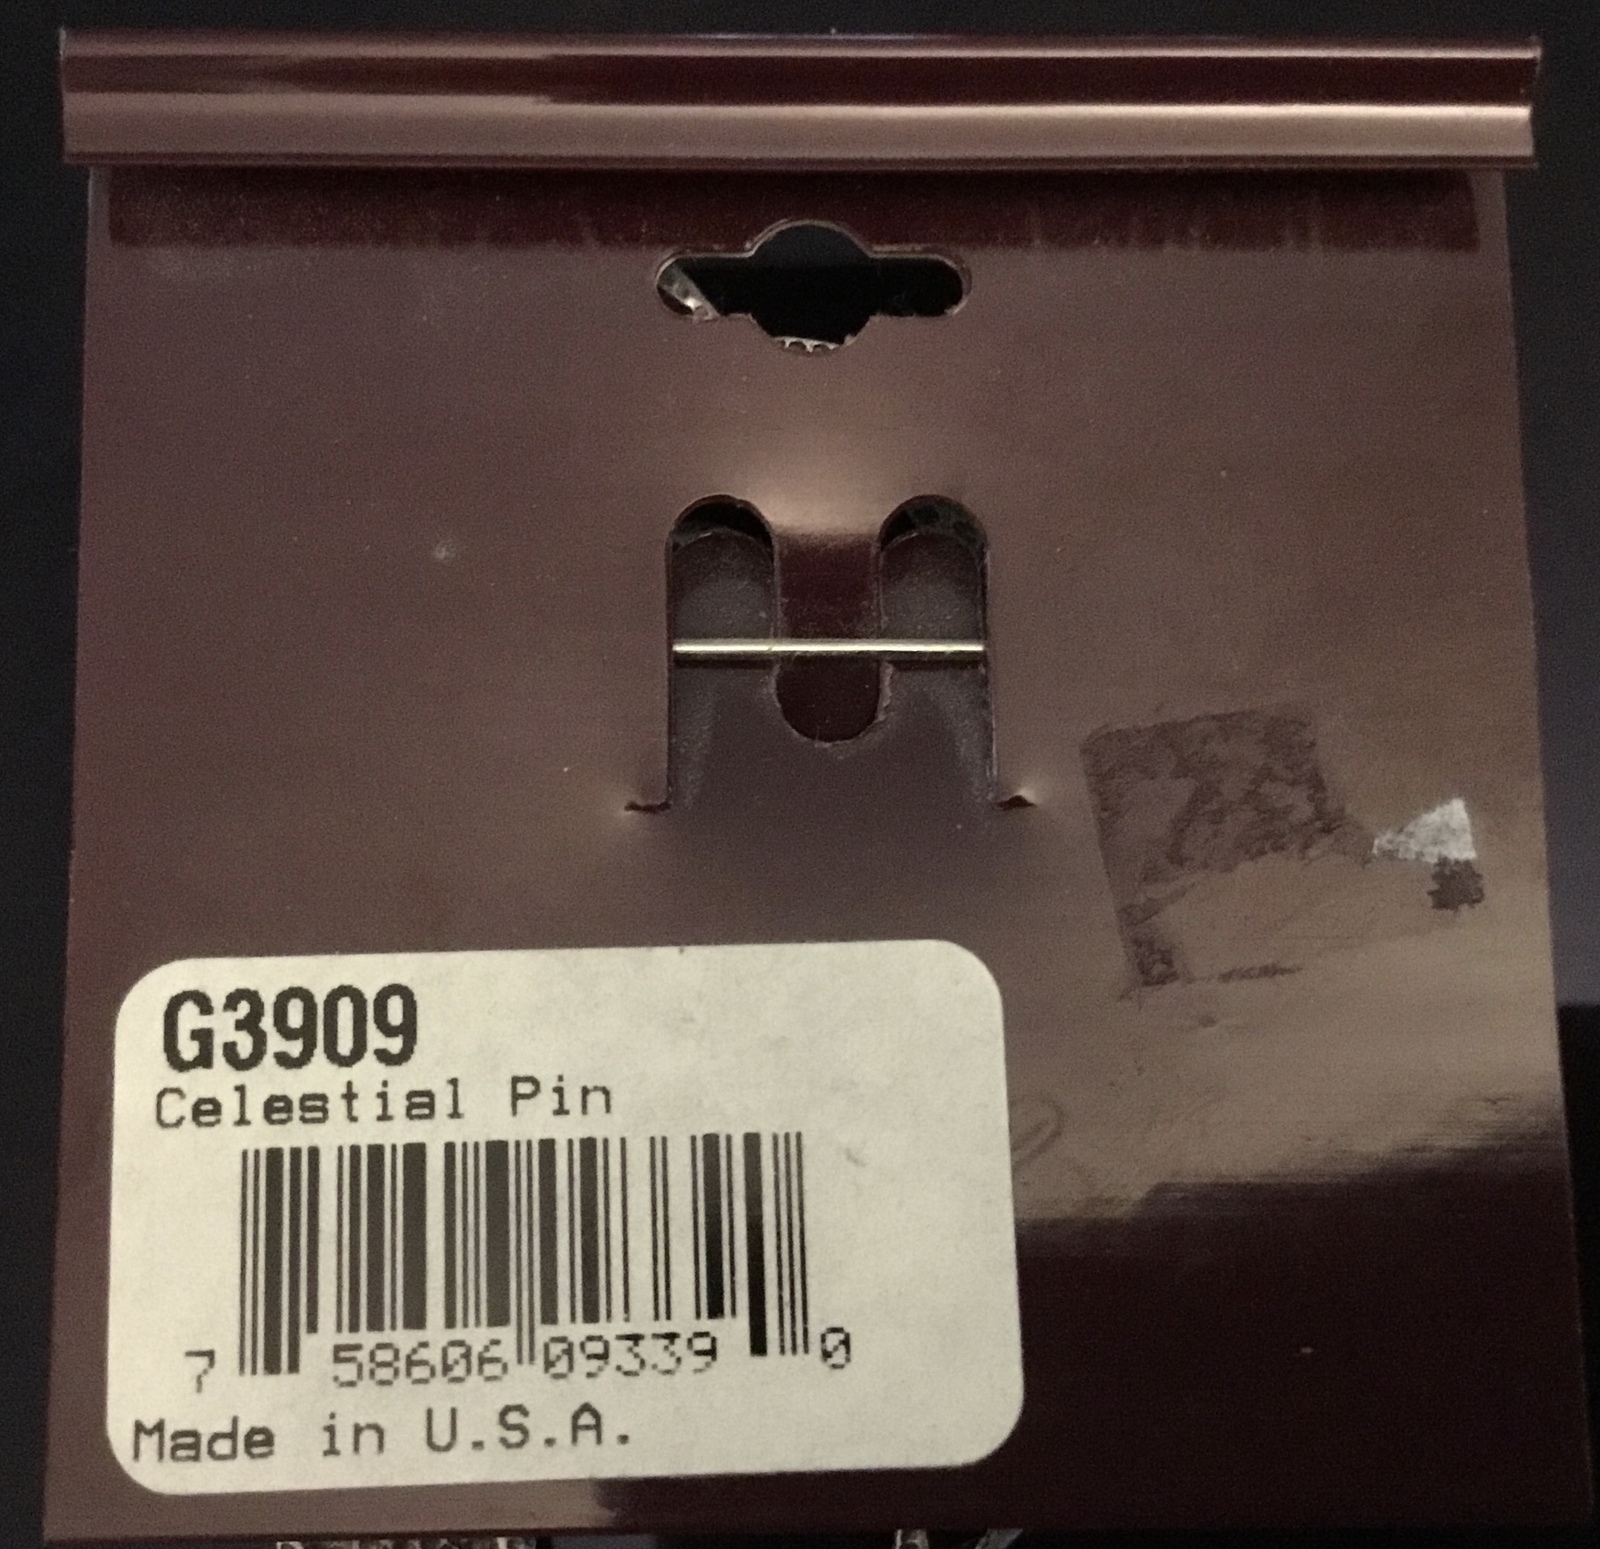 G3909
Celestial Pin
7 58606 09339 0
Made in U.S.A.